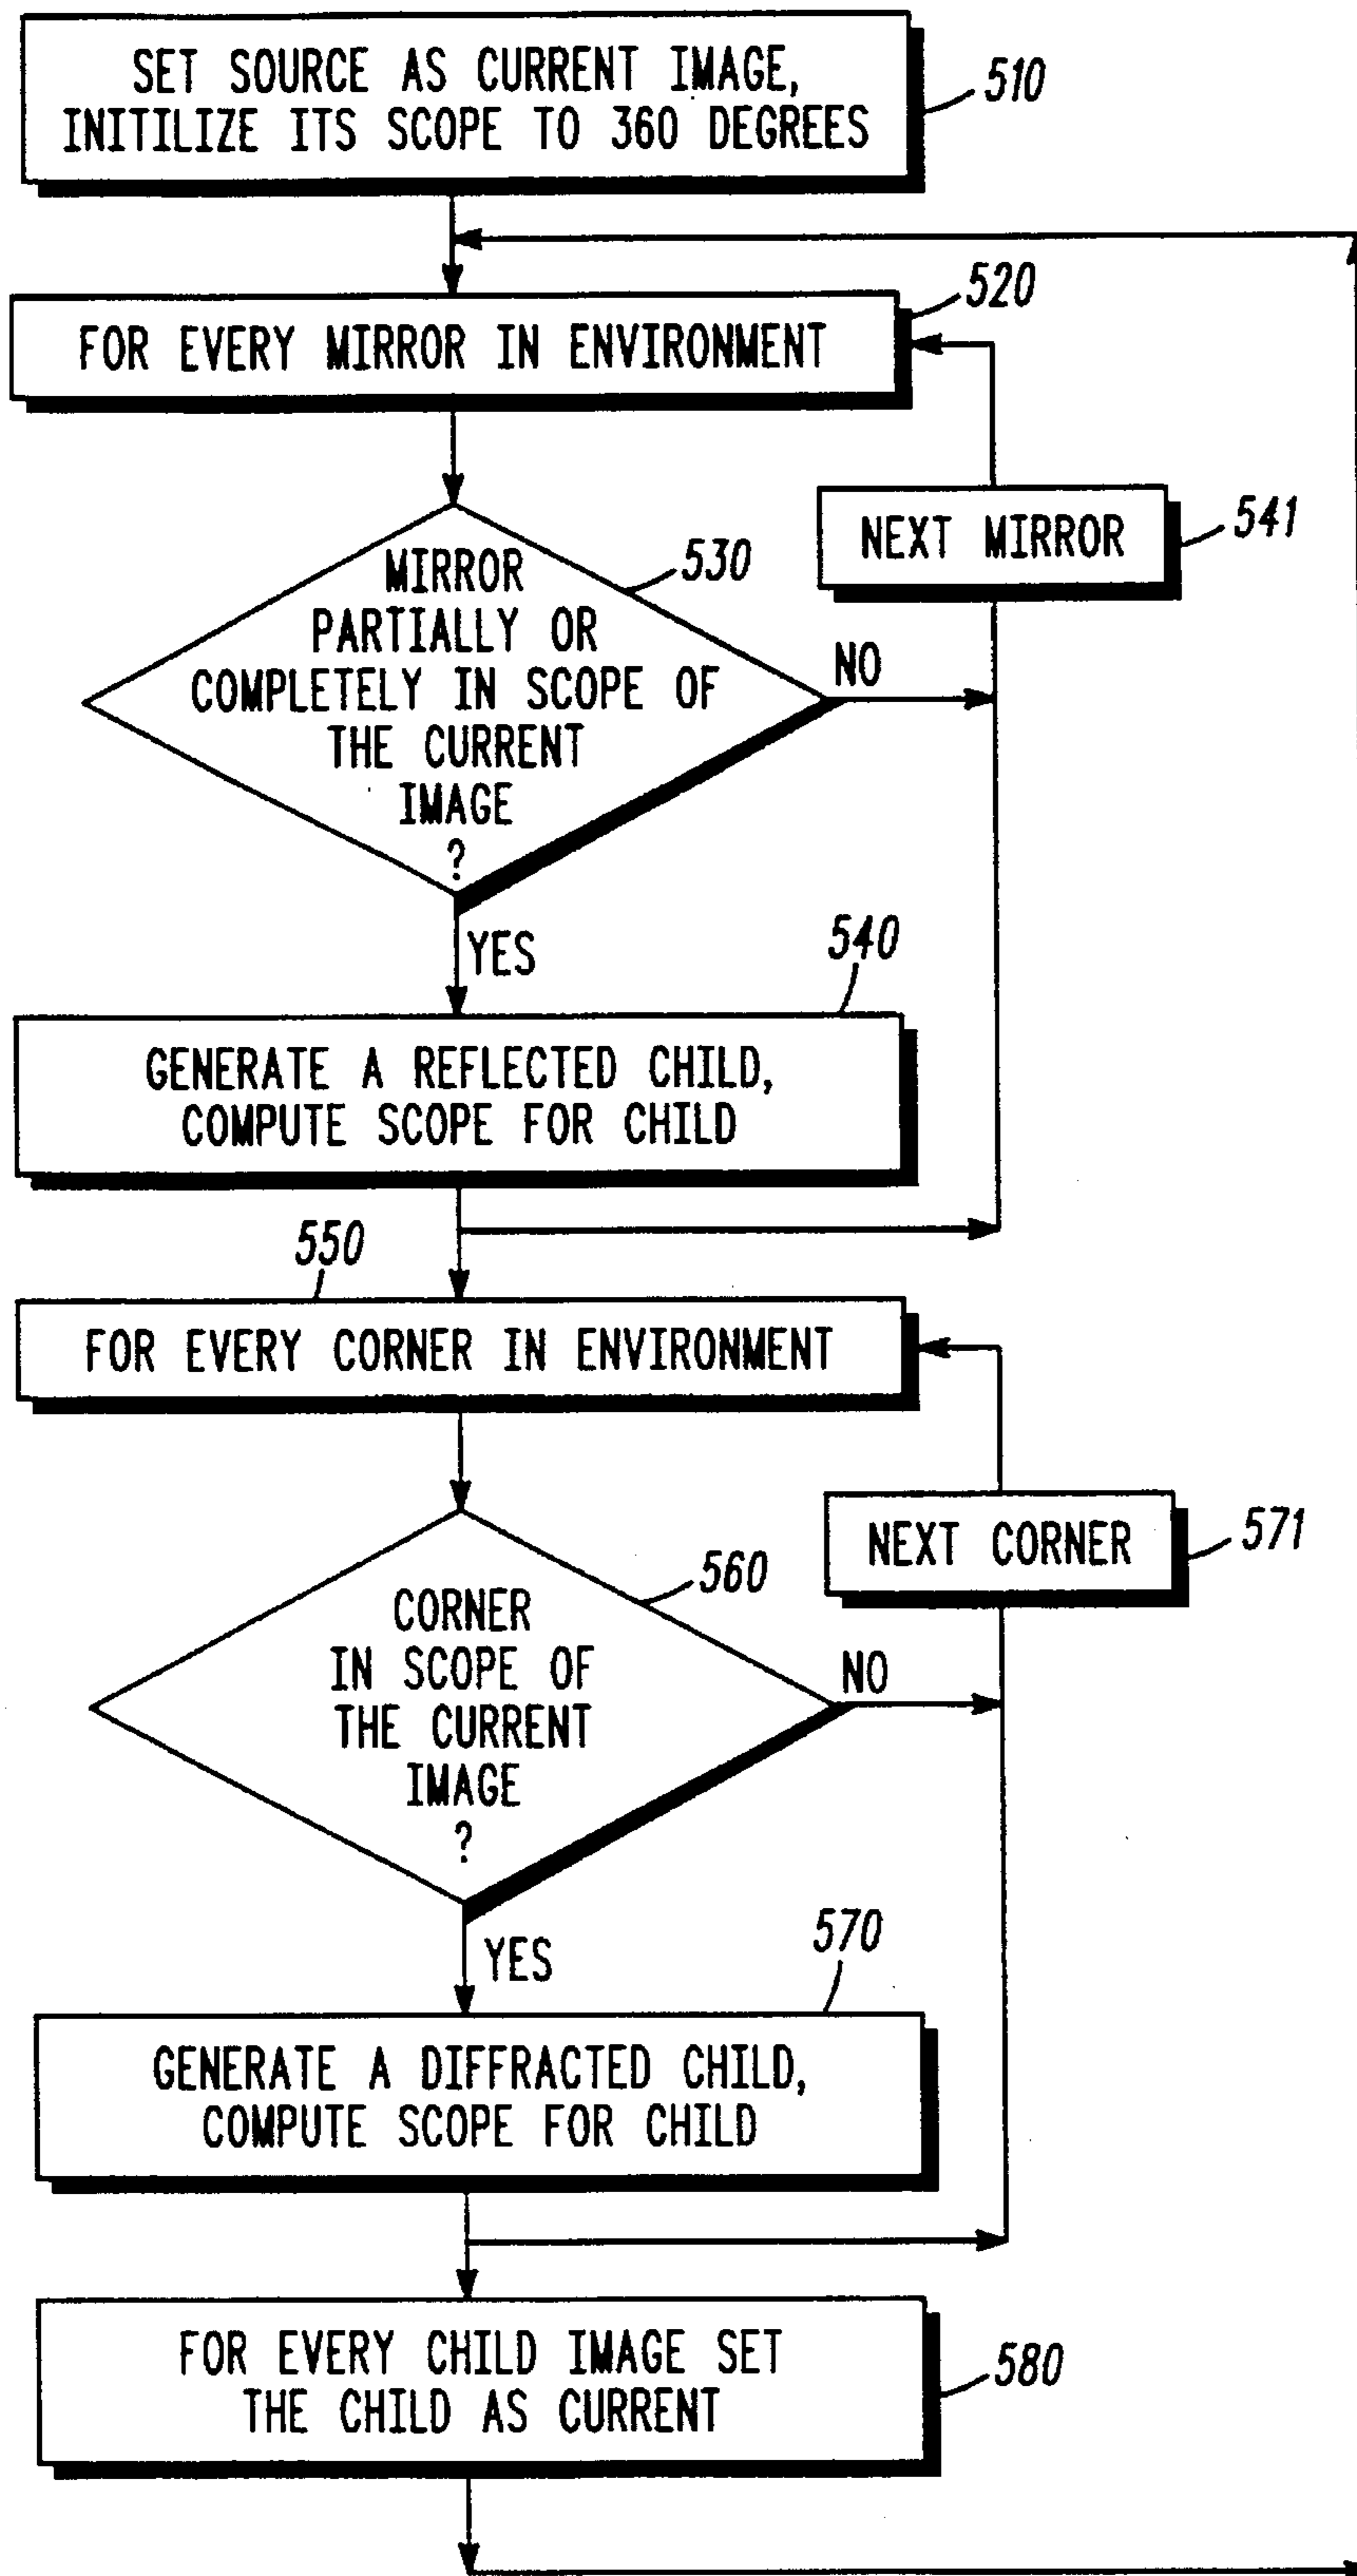 SET SOURCE AS CURRENT IMAGE,
INITILIZE ITS SCOPE TO 360 DEGREES
510
520
FOR EVERY MIRROR IN ENVIRONMENT
NEXT MIRROR
541
530
MIRROR
PARTIALLY OR
COMPLETELY IN SCOPE OF
THE CURRENT
IMAGE
?
NO
YES
540
GENERATE A REFLECTED CHILD,
COMPUTE SCOPE FOR CHILD
550
FOR EVERY CORNER IN ENVIRONMENT
NEXT CORNER
571
560
CORNER
IN SCOPE OF
THE CURRENT
IMAGE
?
NO
YES
570
GENERATE A DIFFRACTED CHILD,
COMPUTE SCOPE FOR CHILD
FOR EVERY CHILD IMAGE SET
THE CHILD AS CURRENT
580